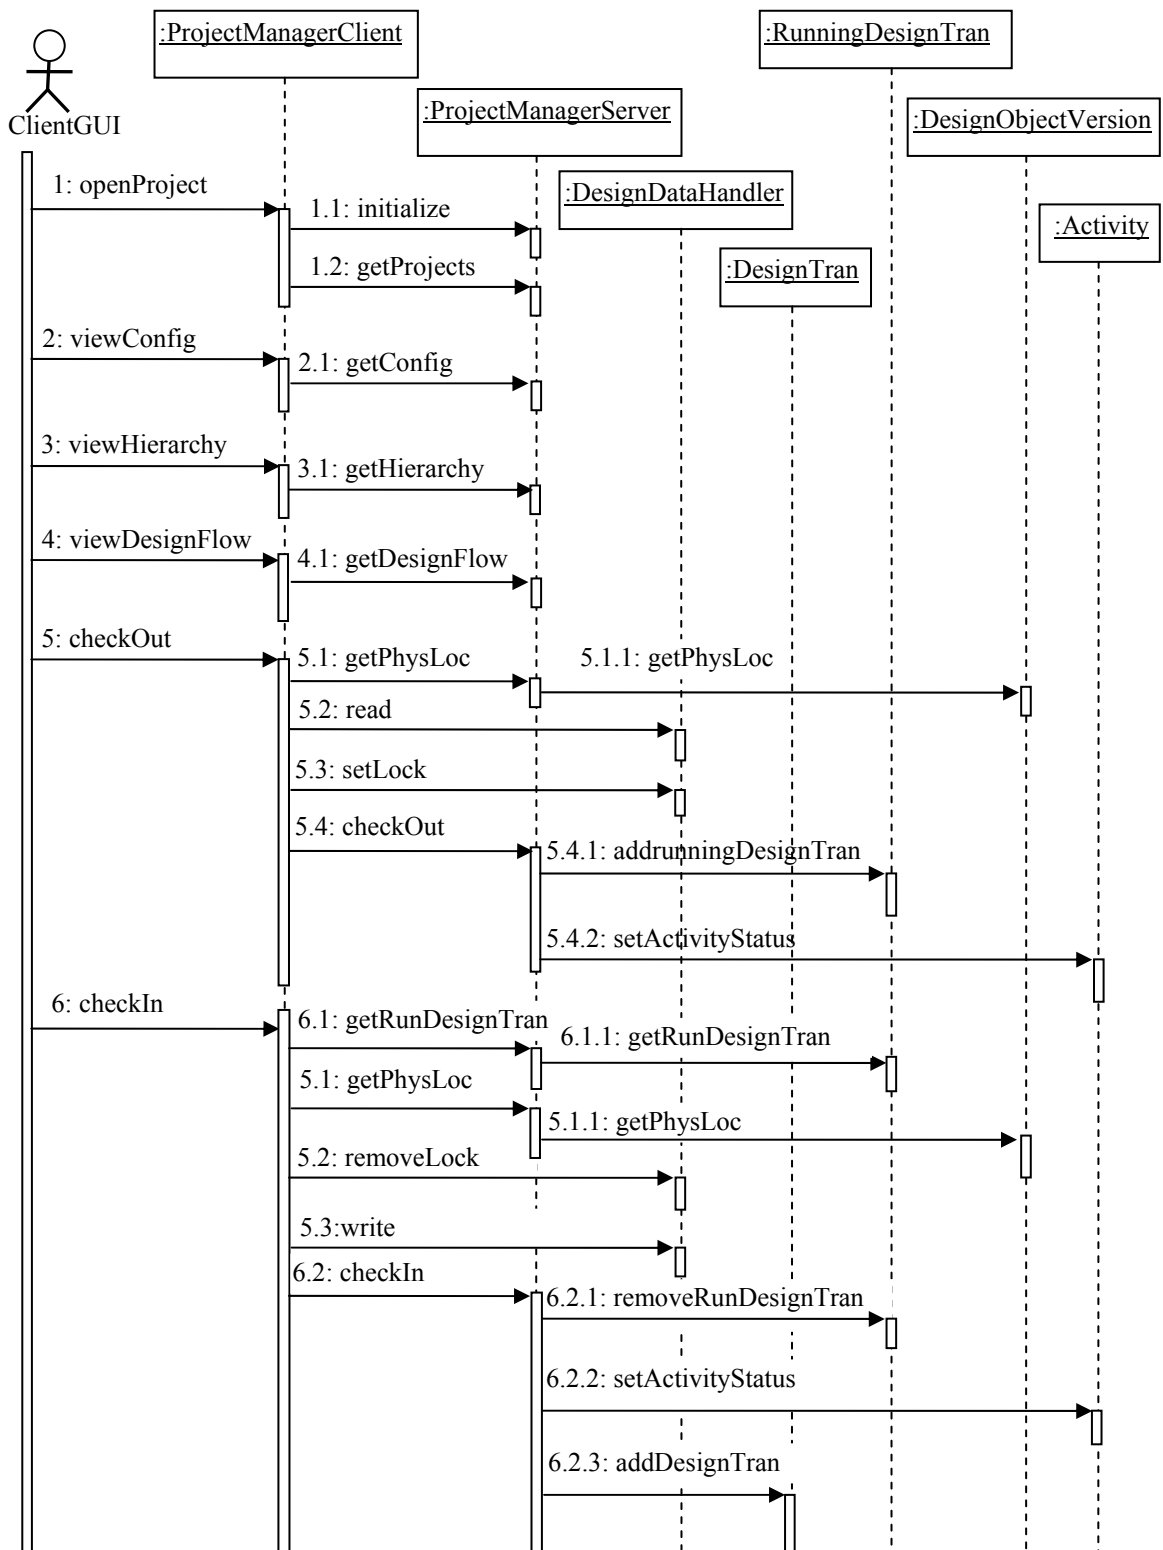 :ProjectManagerClient
:RunningDesignTran
ClientGUI
:ProjectManagerServer
:DesignObjectVersion
:DesignDataHandler
:Activity
:DesignTran
1: openProject
1.1: initialize
1.2: getProjects
2: viewConfig
2.1: getConfig
3: viewHierarchy
3.1: getHierarchy
4: viewDesignFlow
4.1: getDesignFlow
5: checkOut
5.1: getPhysLoc
5.1.1: getPhysLoc
5.2: read
5.3: setLock
5.4: checkOut
5.4.1: addrunningDesignTran
5.4.2: setActivityStatus
6: checkIn
6.1: getRunDesignTran
6.1.1: getRunDesignTran
5.1: getPhysLoc
5.1.1: getPhysLoc
5.2: removeLock
5.3:write
6.2: checkIn
6.2.1: removeRunDesignTran
6.2.2: setActivityStatus
6.2.3: addDesignTran